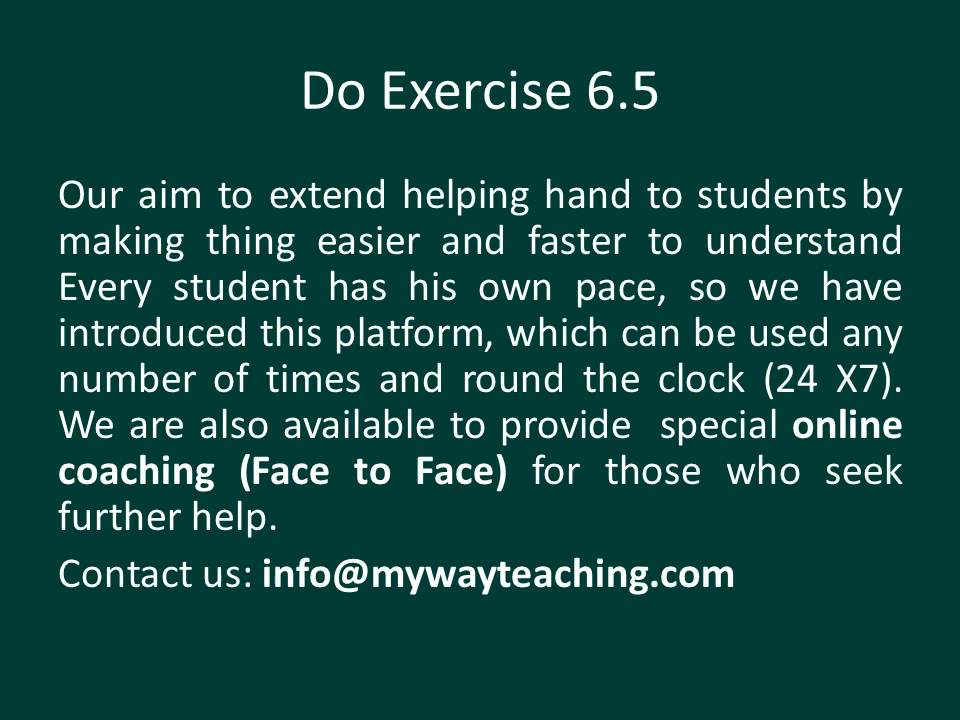 Do Exercise 6.5
Our aim to extend helping hand to students by
making thing easier and faster to understand
Every student has his own pace, so we have
introduced this platform, which can be used any
number of times and round the clock (24 X7).
We are also available to provide  special online
coaching (Face to Face) for those who seek
further help.
Contact us: info@mywayteaching.com